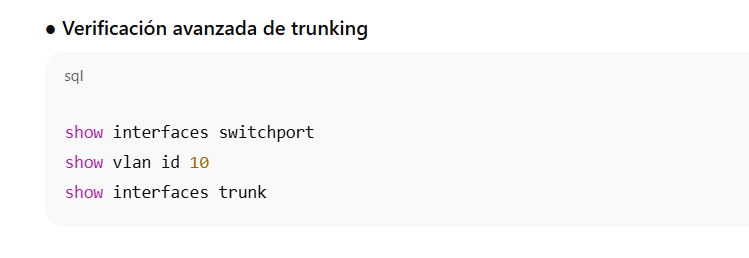 ● Verificación avanzada de trunking
sql
show interfaces switchport
show vlan id 10
show interfaces trunk